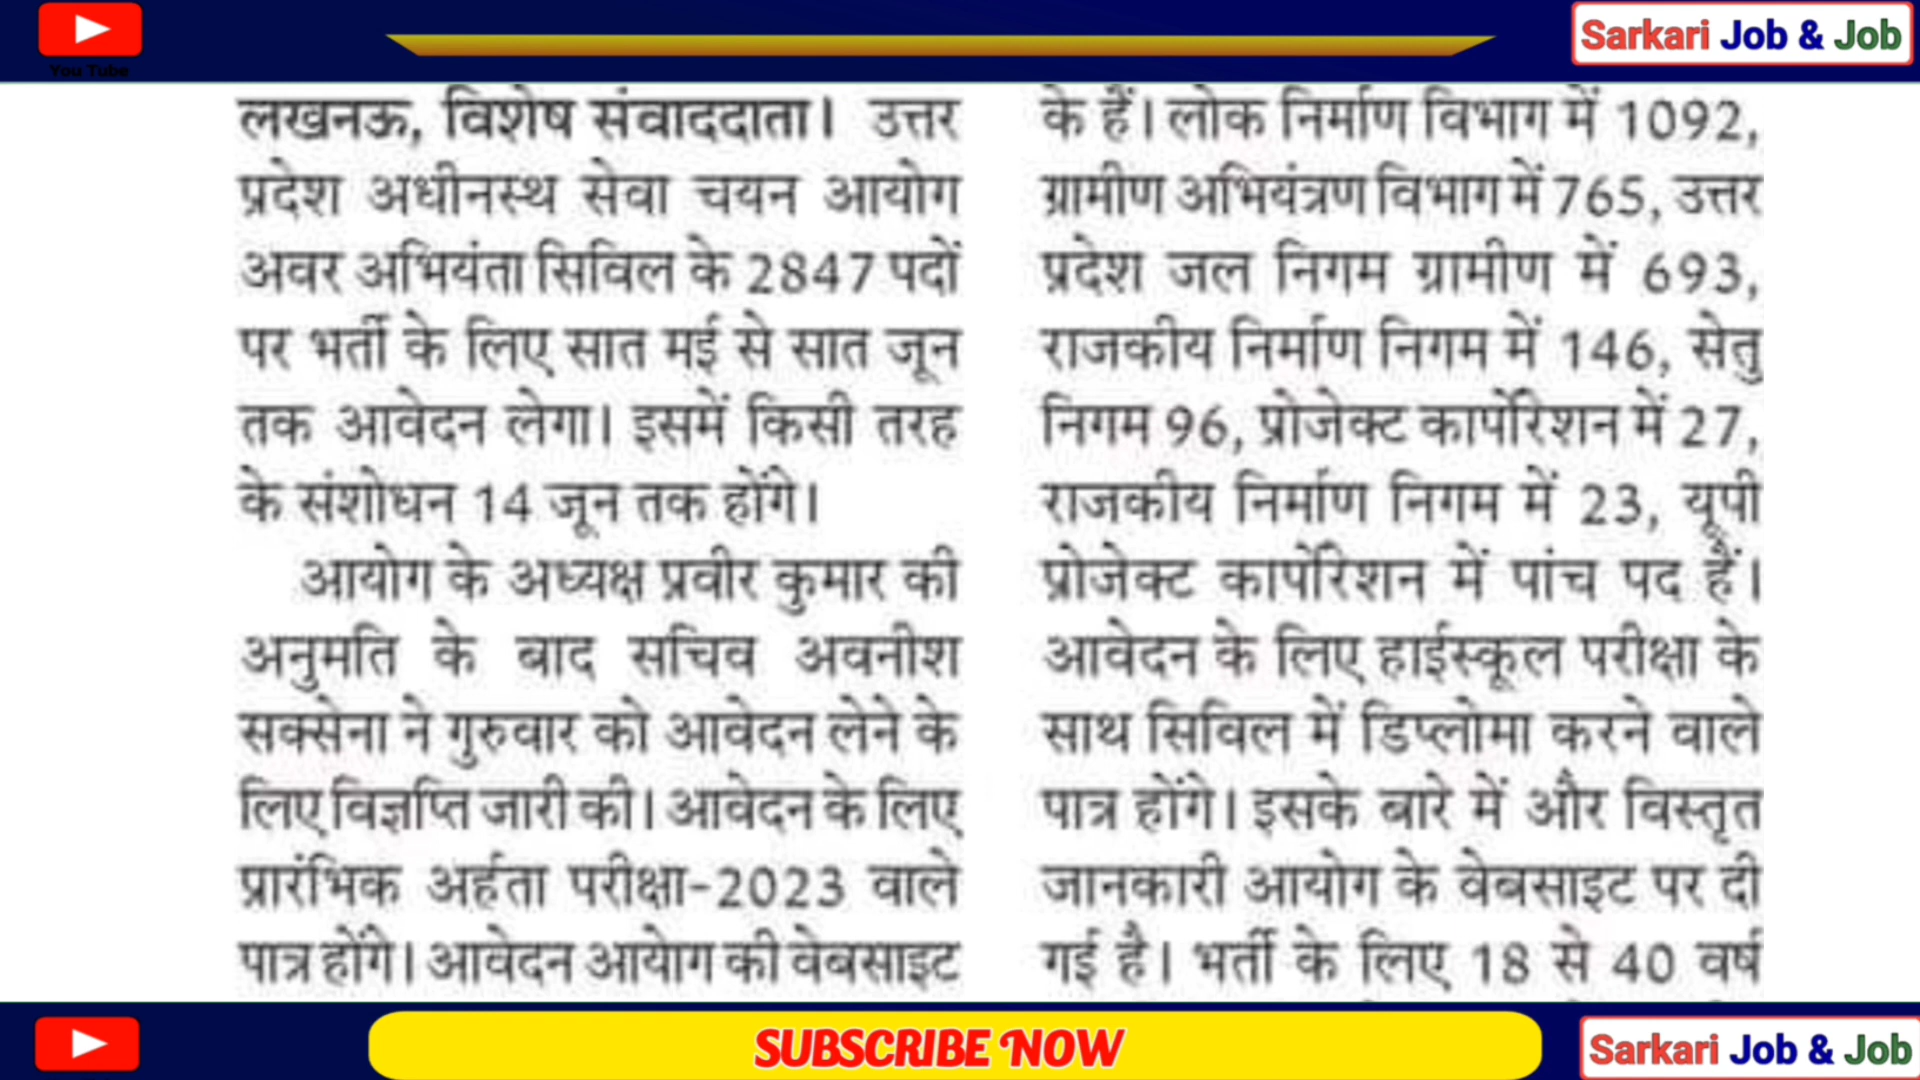 You Tube
Sarkari Job & Job
लखनऊ, विशेष संवाददाता। उत्तर
प्रदेश अधीनस्थ सेवा चयन आयोग
अवर अभियंता सिविल के 2847 पदों
पर भर्ती के लिए सात मई से सात जून
तक आवेदन लेगा। इसमें किसी तरह
के संशोधन 14 जून तक होंगे।
आयोग के अध्यक्ष प्रवीर कुमार की
अनुमति के बाद सचिव अवनीश
सक्सेना ने गुरुवार को आवेदन लेने के
लिए विज्ञप्ति जारी की। आवेदन के लिए
प्रारंभिक अर्हता परीक्षा-2023 वाले
पात्र होंगे। आवेदन आयोग की वेबसाइट
के हैं। लोक निर्माण विभाग में 1092,
ग्रामीण अभियंत्रण विभाग में 765, उत्तर
प्रदेश जल निगम ग्रामीण में 693,
राजकीय निर्माण निगम में 146, सेतु
निगम 96, प्रोजेक्ट कार्पोरेशन में 27,
राजकीय निर्माण निगम में 23, यूपी
प्रोजेक्ट कार्पोरेशन में पांच पद हैं।
आवेदन के लिए हाईस्कूल परीक्षा के
साथ सिविल में डिप्लोमा करने वाले
पात्र होंगे। इसके बारे में और विस्तृत
जानकारी आयोग के वेबसाइट पर दी
गई है। भर्ती के लिए 18 से 40 वर्ष
SUBSCRIBE NOW
Sarkari Job & Job